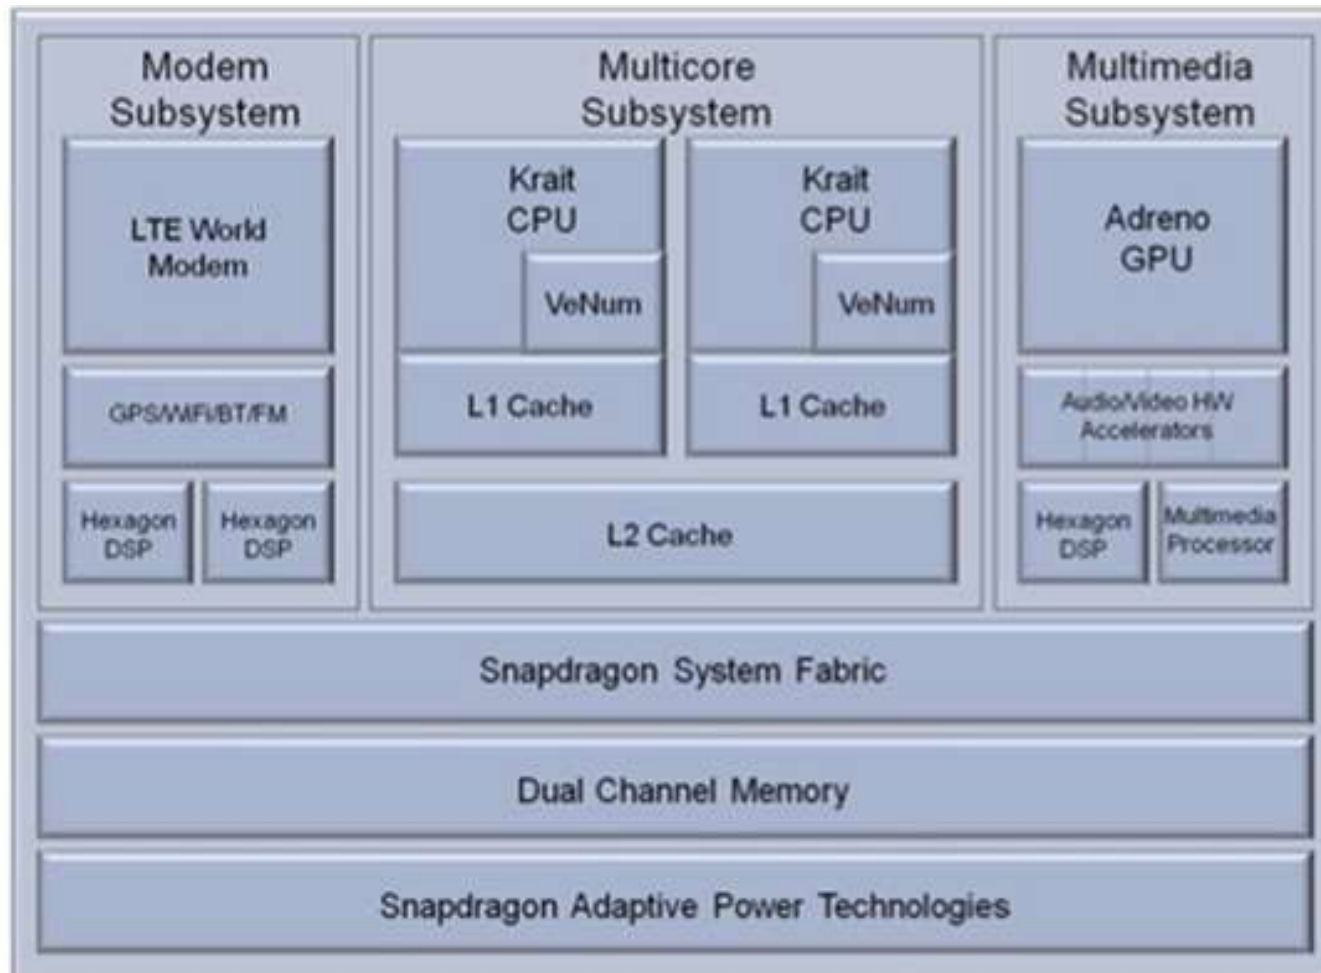 Modem
Subsystem
LTE World
Modem
GPS/WiFi/BT/FM
Hexagon
DSP
Hexagon
DSP
Multicore
Subsystem
Krait
CPU
VeNum
L1 Cache
Krait
CPU
VeNum
L1 Cache
L2 Cache
Multimedia
Subsystem
Adreno
GPU
Audio/Video HW
Accelerators
Hexagon
DSP
Multimedia
Processor
Snapdragon System Fabric
Dual Channel Memory
Snapdragon Adaptive Power Technologies